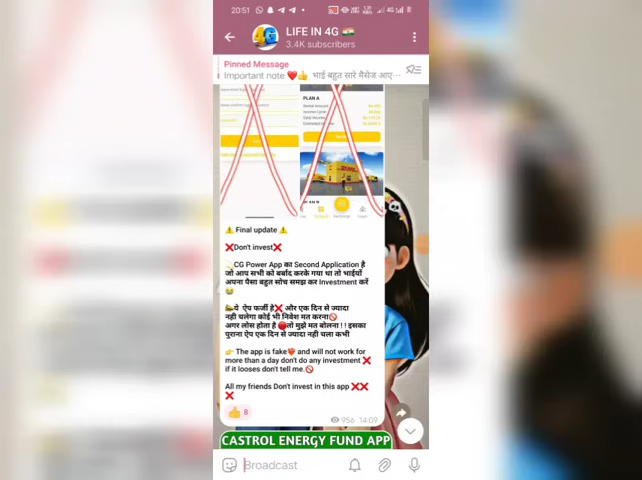 20:51
LIFE IN 4G 🇮🇳
3.4K subscribers
Pinned Message
Important note ❤️👍 भाई बहुत सारे मैसेज आए…
PLAN A
⚠️ Final update ⚠️
❌Don't invest❌
CG Power App का Second Application है
जो आप सभी को बर्बाद करके गया था तो भाईयों
अपना पैसा बहुत सोच समझ कर Investment करें
😭
ये ऐप फर्जी है❌ और एक दिन से ज्यादा
नही चलेगा कोई भी निवेश मत करना🚫
अगर लोस होता है 🔴तो मुझे मत बोलना ! ! इसका
पुराना ऐप एक दिन से ज्यादा नही चला कभी
👉 The app is fake and will not work for
more than a day don't do any investment ❌
if it looses don't tell me.🚫
All my friends Don't invest in this app ❌❌
❌
👍 8
956 14:09
CASTROL ENERGY FUND APP
Broadcast